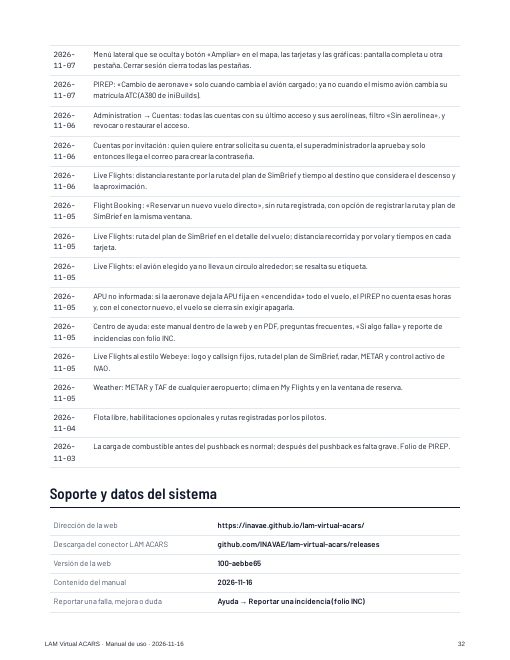 2026-
11-07
Menú lateral que se oculta y botón «Ampliar» en el mapa, las tarjetas y las gráficas: pantalla completa u otra
pestaña. Cerrar sesión cierra todas las pestañas.
2026-
11-07
PIREP: «Cambio de aeronave» solo cuando cambia el avión cargado; ya no cuando el mismo avión cambia su
matrícula ATC (A380 de iniBuilds).
2026-
11-06
Administration → Cuentas: todas las cuentas con su último acceso y sus aerolíneas, filtro «Sin aerolínea», y
revocar o restaurar el acceso.
2026-
11-06
Cuentas por invitación: quien quiere entrar solicita su cuenta, el superadministrador la aprueba y solo
entonces llega el correo para crear la contraseña.
2026-
11-06
Live Flights: distancia restante por la ruta del plan de SimBrief y tiempo al destino que considera el descenso y
la aproximación.
2026-
11-05
Flight Booking: «Reservar un nuevo vuelo directo», sin ruta registrada, con opción de registrar la ruta y plan de
SimBrief en la misma ventana.
2026-
11-05
Live Flights: ruta del plan de SimBrief en el detalle del vuelo; distancia recorrida y por volar y tiempos en cada
tarjeta.
2026-
11-05
Live Flights: el avión elegido ya no lleva un círculo alrededor; se resalta su etiqueta.
2026-
11-05
APU no informada: si la aeronave deja la APU fija en «encendida» todo el vuelo, el PIREP no cuenta esas horas
y, con el conector nuevo, el vuelo se cierra sin exigir apagarla.
2026-
11-05
Centro de ayuda: este manual dentro de la web y en PDF, preguntas frecuentes, «Si algo falla» y reporte de
incidencias con folio INC.
2026-
11-05
Live Flights al estilo Webeye: logo y callsign fijos, ruta del plan de SimBrief, radar, METAR y control activo de
IVAO.
2026-
11-05
Weather: METAR y TAF de cualquier aeropuerto; clima en My Flights y en la ventana de reserva.
2026-
11-04
Flota libre, habilitaciones opcionales y rutas registradas por los pilotos.
2026-
11-03
La carga de combustible antes del pushback es normal; después del pushback es falta grave. Folio de PIREP.
Soporte y datos del sistema
Dirección de la web https://inavae.github.io/lam-virtual-acars/
Descarga del conector LAM ACARS github.com/INAVAE/lam-virtual-acars/releases
Versión de la web 100-aebbe65
Contenido del manual 2026-11-16
Reportar una falla, mejora o duda Ayuda → Reportar una incidencia (folio INC)
LAM Virtual ACARS · Manual de uso · 2026-11-16 32